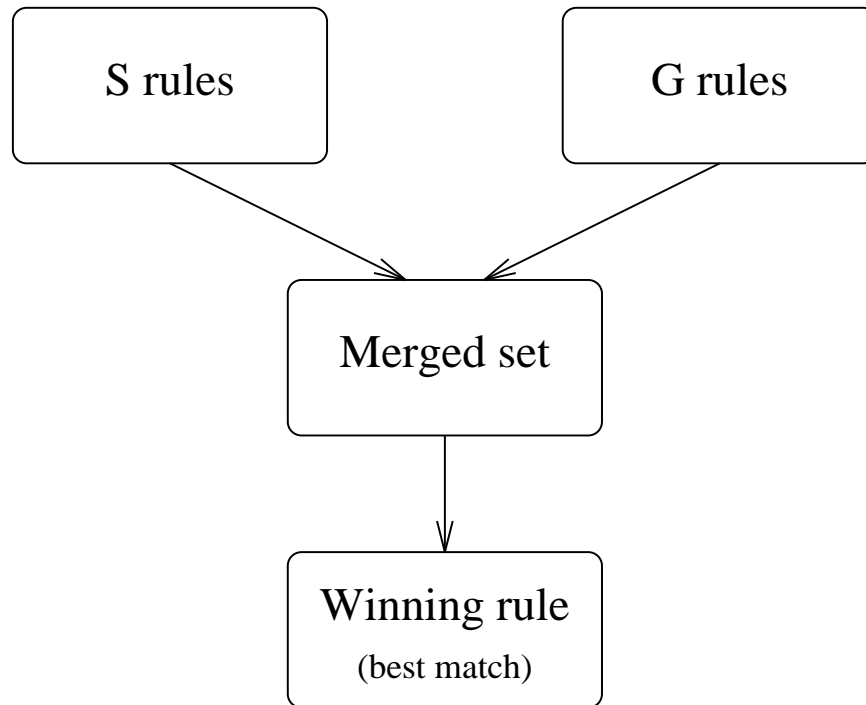 S rules
G rules
Merged set
Winning rule
(best match)